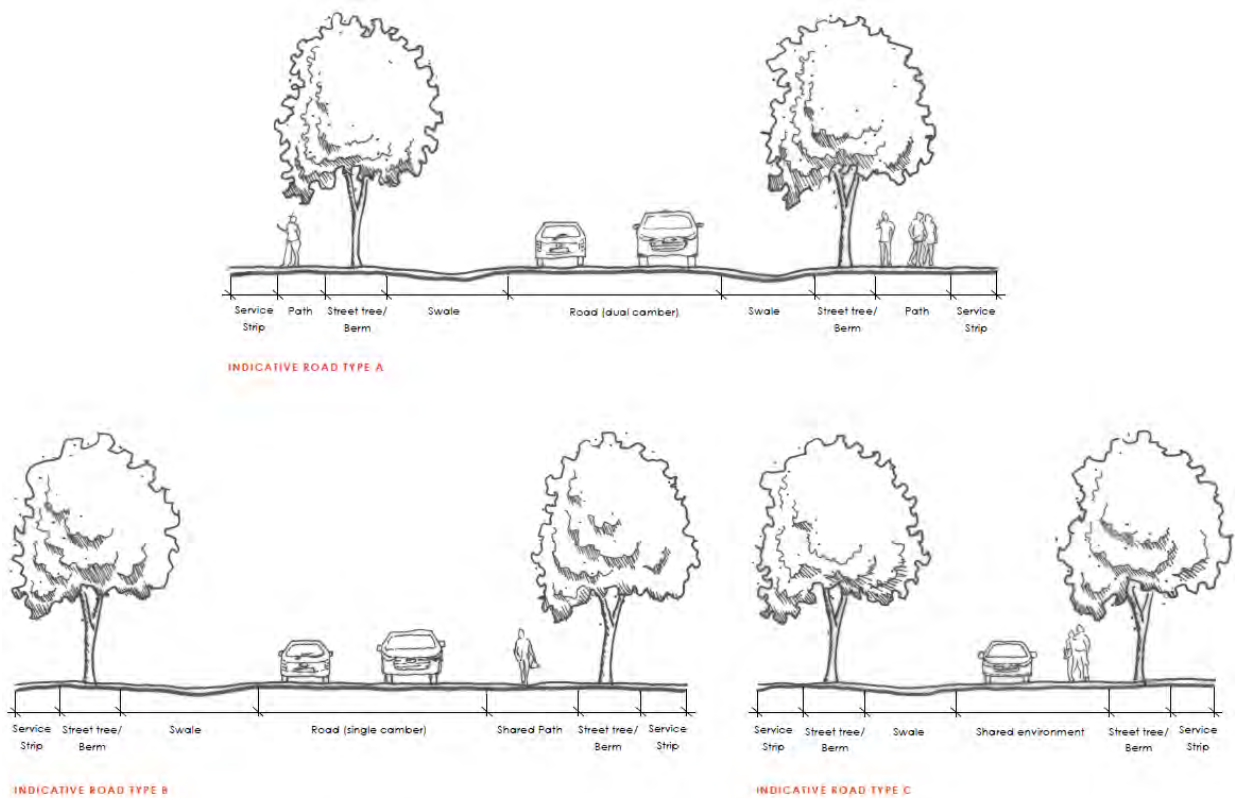 Service Path Street tree/ Swale Road (dual camber) Swale Street tree/ Path Service
Strip Berm Berm Strip
INDICATIVE ROAD TYPE A
Service Street tree/ Swale Road (single camber) Shared Path Street tree/ Service
Strip Berm Berm Strip
INDICATIVE ROAD TYPE B
Service Street tree/ Swale Shared environment Street tree/ Service
Strip Berm Berm Strip
INDICATIVE ROAD TYPE C